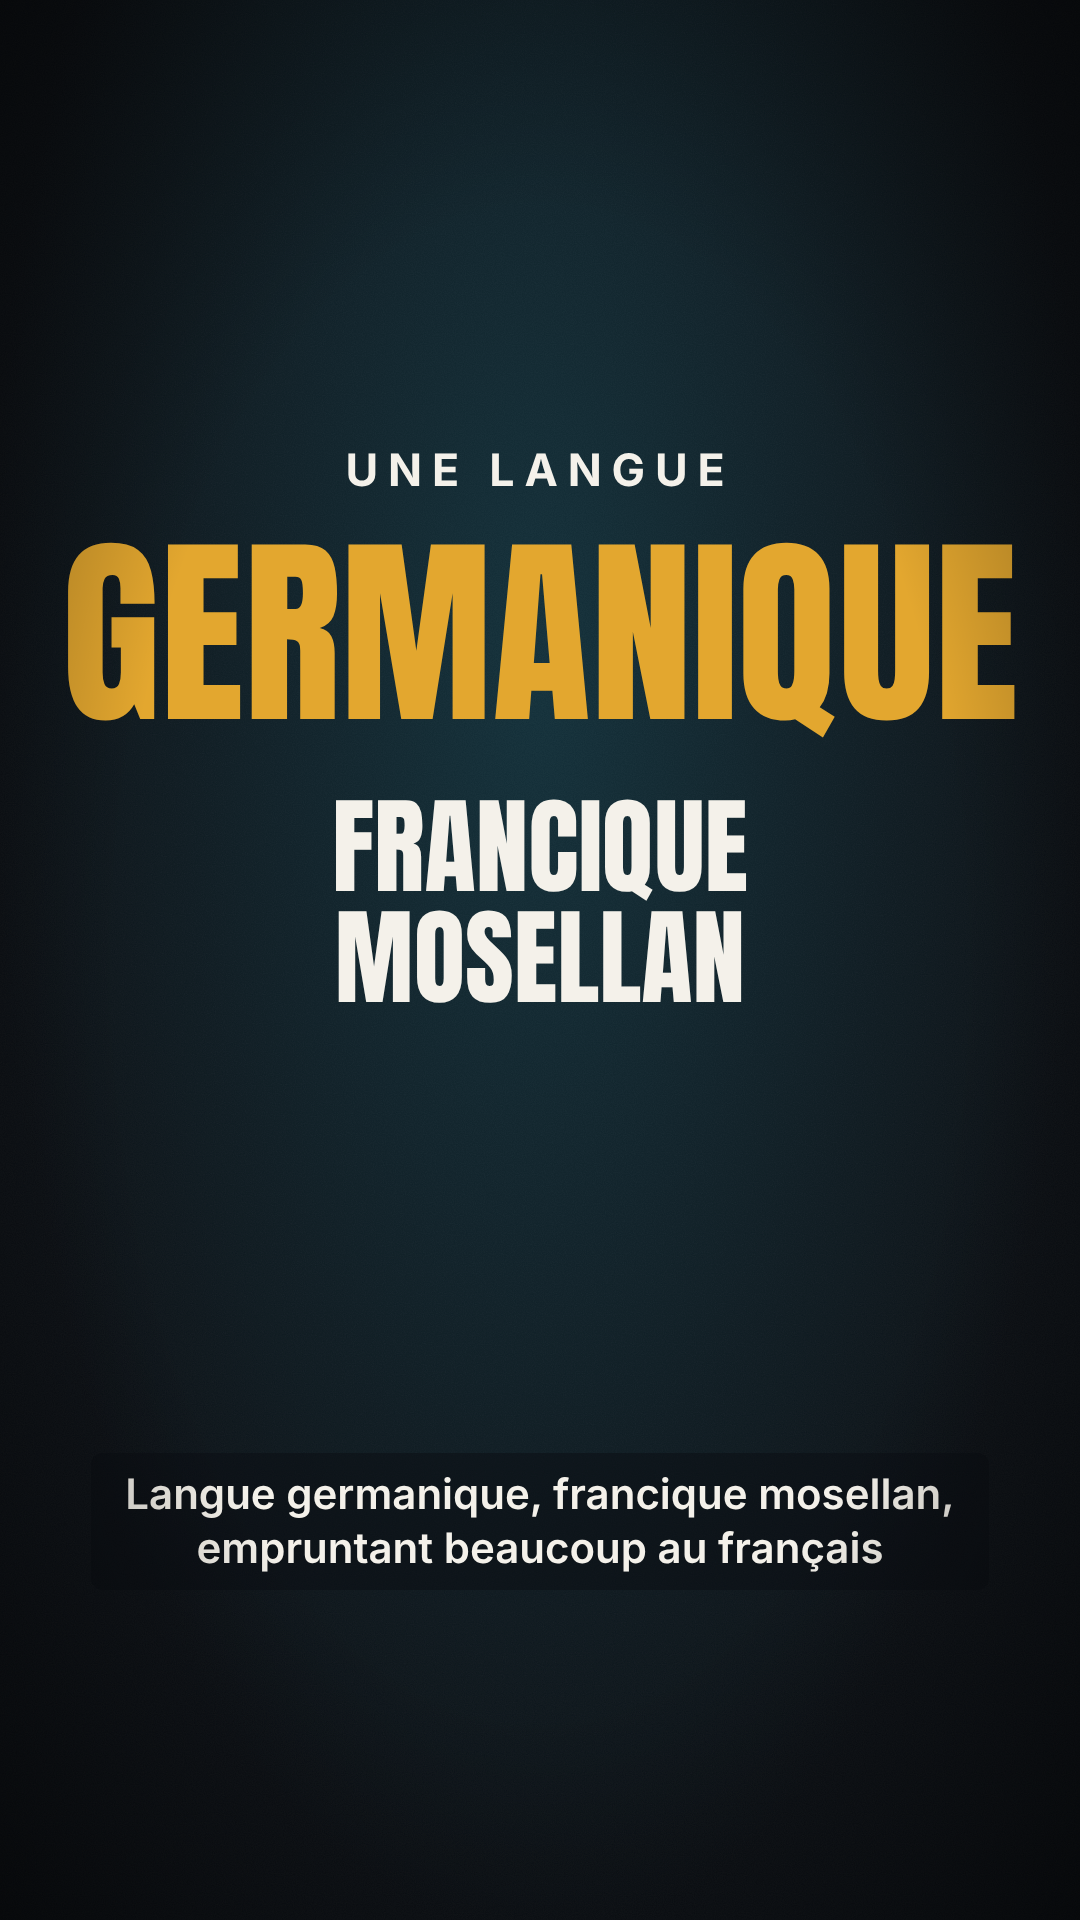 UNE LANGUE
GERMANIQUE
FRANCIQUE
MOSELLAN
Langue germanique, francique mosellan,
empruntant beaucoup au français